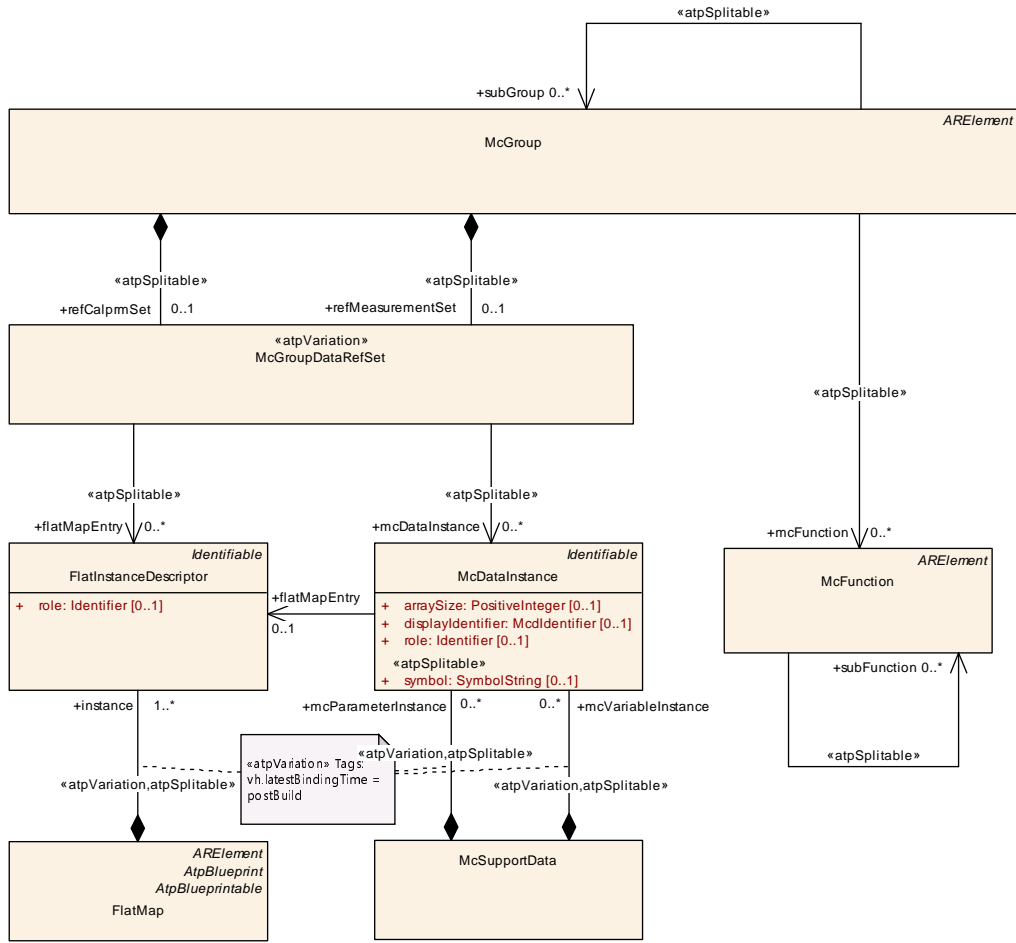 «atpSplitable»
+subGroup 0..*
ARElement
McGroup
«atpSplitable»
«atpSplitable»
+refCalprmSet 0..1
+refMeasurementSet 0..1
«atpVariation»
McGroupDataRefSet
«atpSplitable»
«atpSplitable»
«atpSplitable»
+flatMapEntry 0..*
+mcDataInstance 0..*
+mcFunction 0..*
Identifiable
FlatInstanceDescriptor
+ role: Identifier [0..1]
+flatMapEntry
0..1
Identifiable
McDataInstance
+ arraySize: PositiveInteger [0..1]
+ displayIdentifier: McdIdentifier [0..1]
+ role: Identifier [0..1]
«atpSplitable»
+ symbol: SymbolString [0..1]
ARElement
McFunction
+subFunction 0..*
«atpSplitable»
+instance 1..*
+mcParameterInstance 0..*
0..* +mcVariableInstance
«atpVariation,atpSplitable»
«atpVariation» Tags:
vh.latestBindingTime =
postBuild
«atpVariation,atpSplitable»
«atpVariation,atpSplitable»
ARElement
AtpBlueprint
AtpBlueprintable
FlatMap
McSupportData